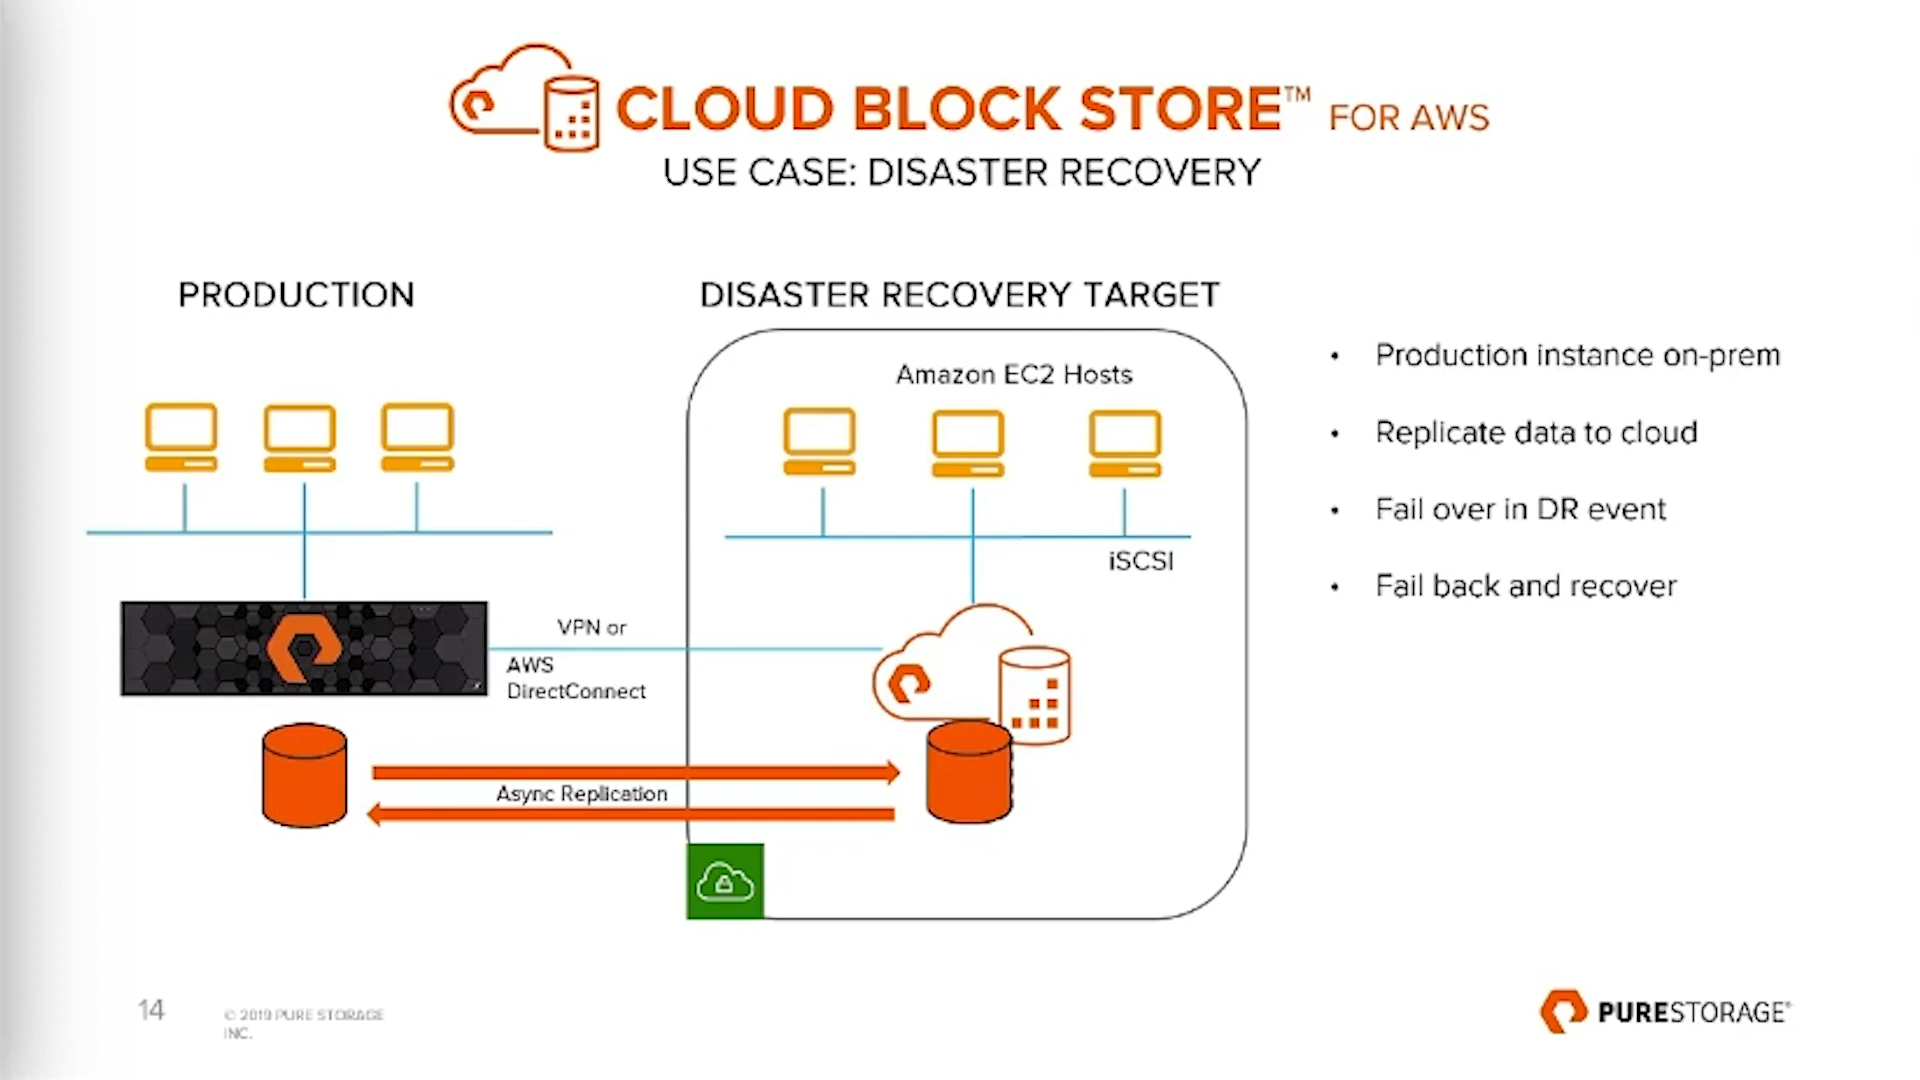 CLOUD BLOCK STORE™ FOR AWS
USE CASE: DISASTER RECOVERY
PRODUCTION
DISASTER RECOVERY TARGET
Amazon EC2 Hosts
iSCSI
VPN or
AWS
DirectConnect
Async Replication
• Production instance on-prem
• Replicate data to cloud
• Fail over in DR event
• Fail back and recover
14
© 2019 PURE STORAGE
INC.
PURESTORAGE®